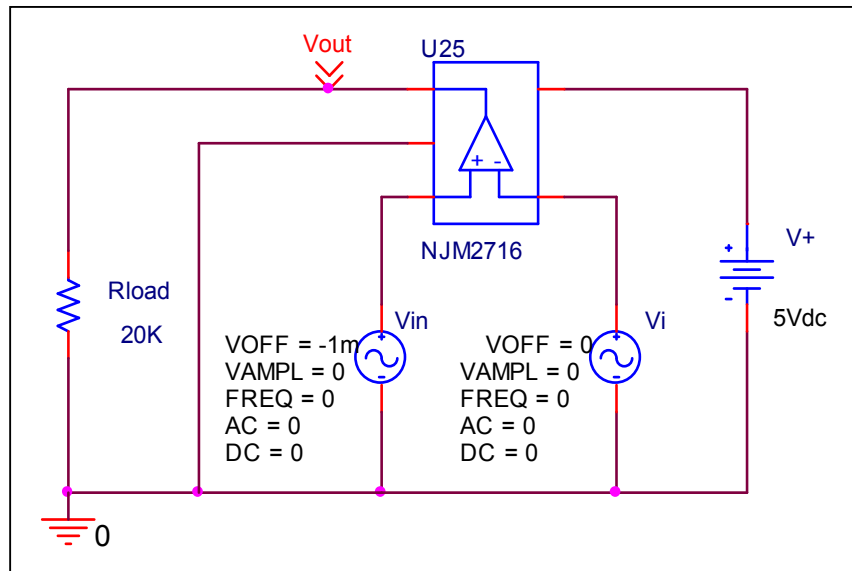 Vout
U25
+ -
NJM2716
Rload
20K
Vin
VOFF = -1m
VAMPL = 0
FREQ = 0
AC = 0
DC = 0
+
-
Vi
VOFF = 0
VAMPL = 0
FREQ = 0
AC = 0
DC = 0
+
-
V+
+
-
5Vdc
0